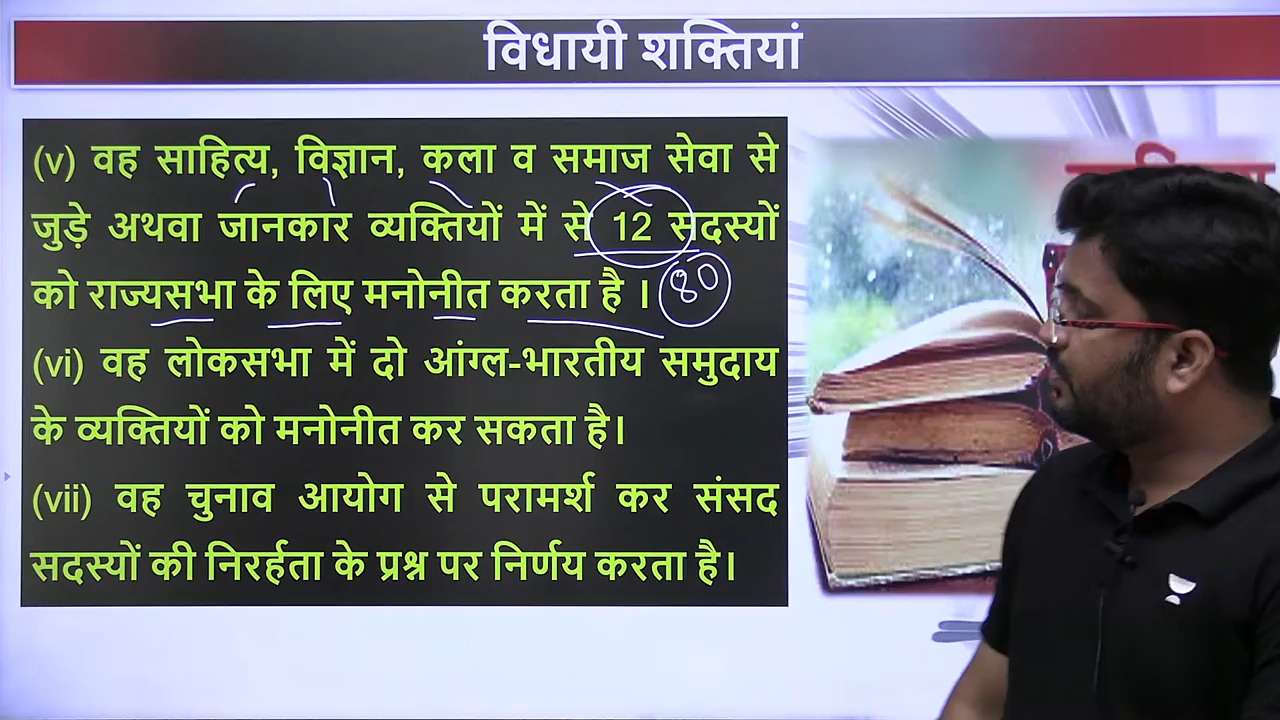 विधायी शक्तियां
(v) वह साहित्य, विज्ञान, कला व समाज सेवा से
जुड़े अथवा जानकार व्यक्तियों में से 12 सदस्यों
को राज्यसभा के लिए मनोनीत करता है । 80
(vi) वह लोकसभा में दो आंग्ल-भारतीय समुदाय
के व्यक्तियों को मनोनीत कर सकता है।
(vii) वह चुनाव आयोग से परामर्श कर संसद
सदस्यों की निरर्हता के प्रश्न पर निर्णय करता है।